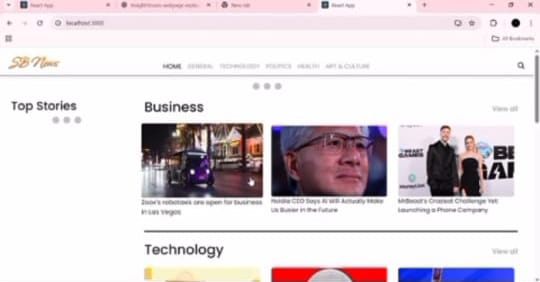 React App
New tab
React App
localhost:3000
All Bookmarks
SB News
HOME GENERAL TECHNOLOGY POLITICS HEALTH ART & CULTURE
Top Stories
Business
View all
Zoox's robotaxis are open for business
in Las Vegas
Nvidia CEO Says AI Will Actually Make
Us Busier in the Future
MrBeast's Craziest Challenge Yet:
Launching a Phone Company
Technology
View all